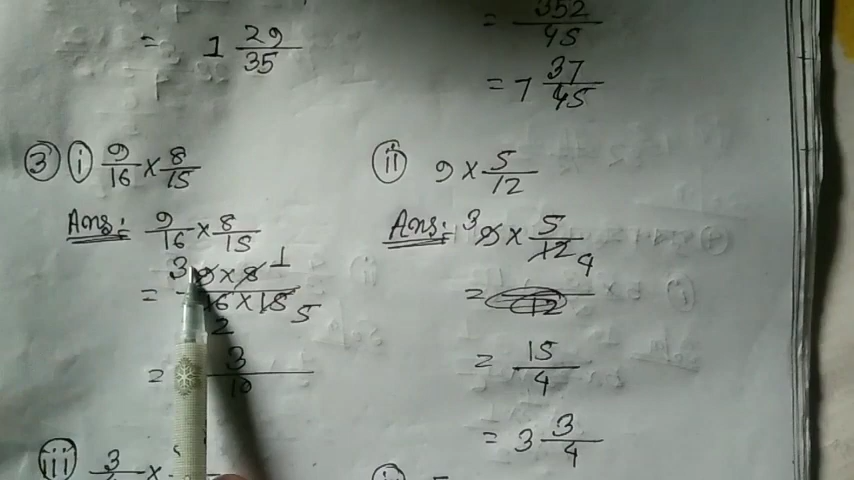 = 1 29/35
= 352/45
= 7 37/45
③ ⓘ 9/16 × 8/15
Ans: 9/16 × 8/15
= 3 9 × 8 1 / 16 × 15 5
2
= 3/10
ⓘⓘ 9 × 5/12
Ans: 3 9 × 5/12 4
= 12
= 15/4
= 3 3/4
iii 3/ ×